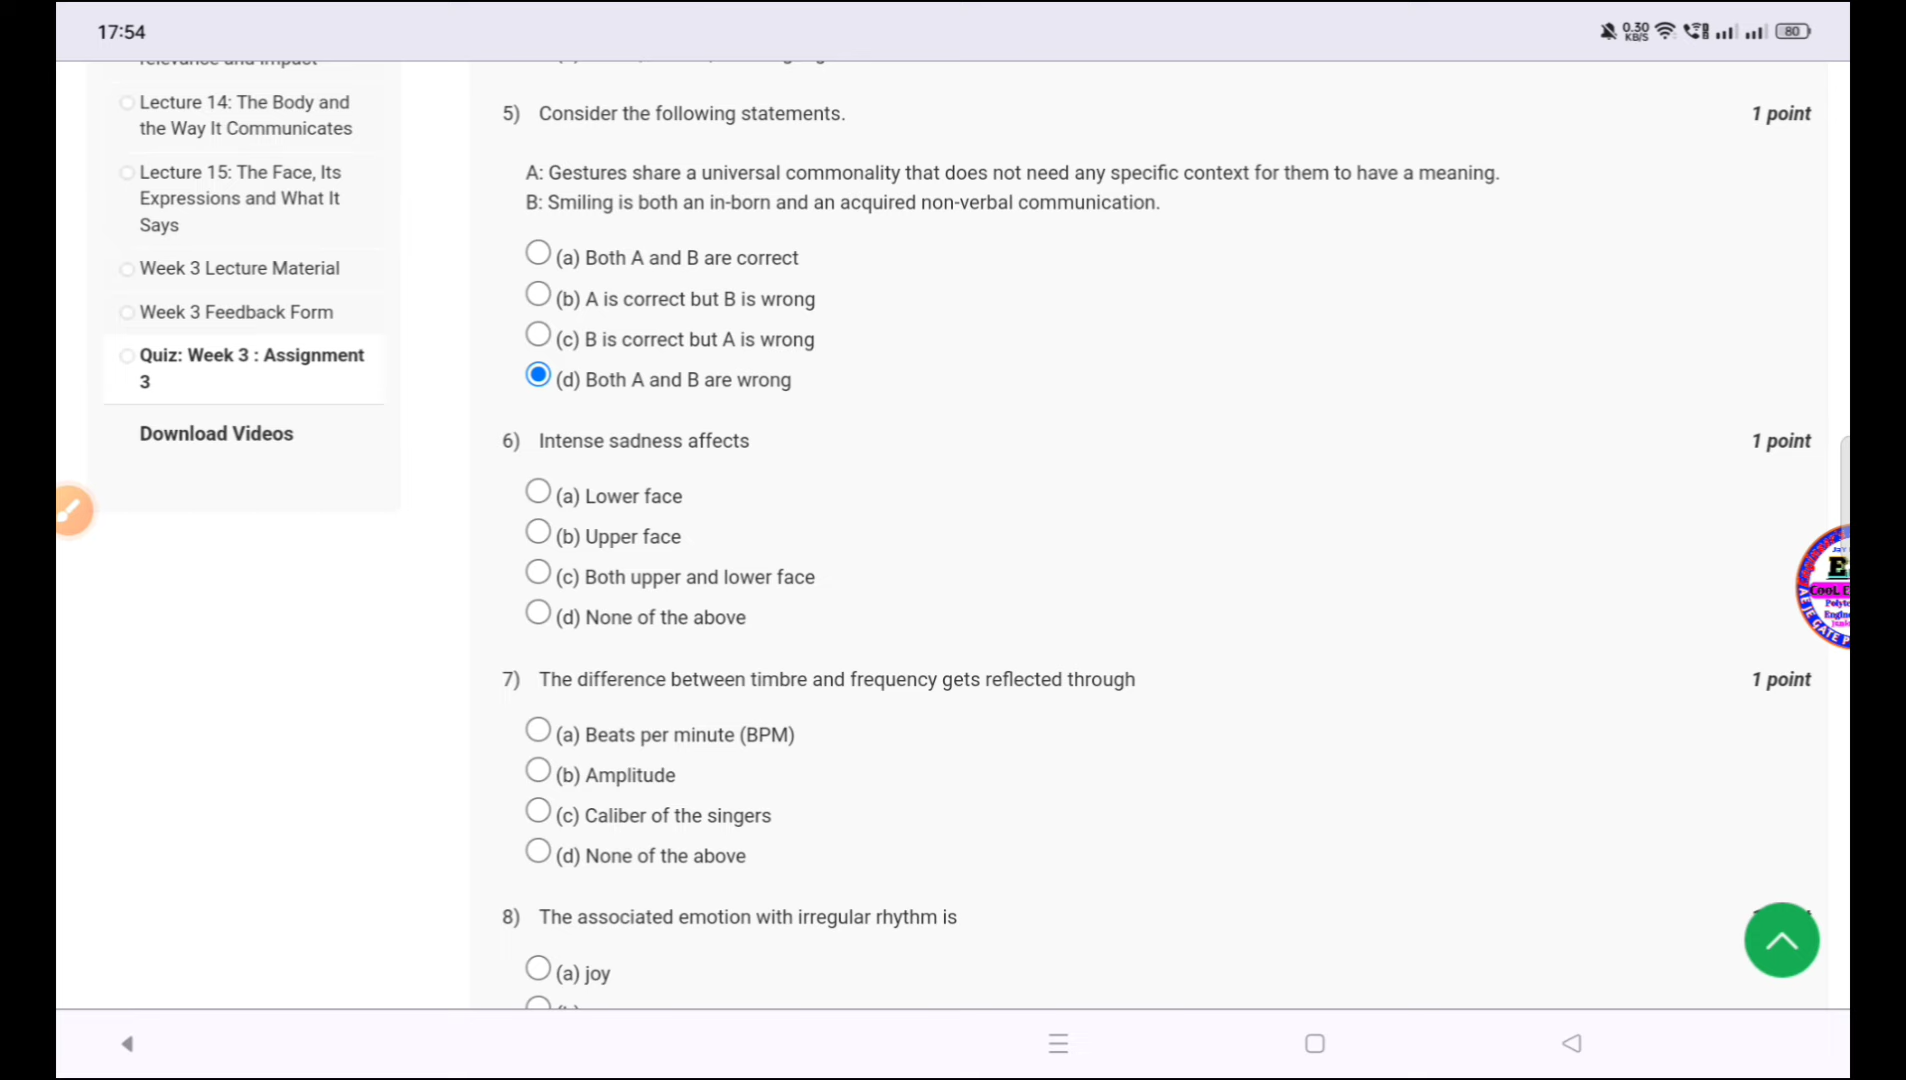 17:54
0.30
KB/S
80
relevance and Impact
Lecture 14: The Body and
the Way It Communicates
Lecture 15: The Face, Its
Expressions and What It
Says
Week 3 Lecture Material
Week 3 Feedback Form
Quiz: Week 3 : Assignment
3
Download Videos
5) Consider the following statements.
1 point
A: Gestures share a universal commonality that does not need any specific context for them to have a meaning.
B: Smiling is both an in-born and an acquired non-verbal communication.
(a) Both A and B are correct
(b) A is correct but B is wrong
(c) B is correct but A is wrong
(d) Both A and B are wrong
6) Intense sadness affects
1 point
(a) Lower face
(b) Upper face
(c) Both upper and lower face
(d) None of the above
7) The difference between timbre and frequency gets reflected through
1 point
(a) Beats per minute (BPM)
(b) Amplitude
(c) Caliber of the singers
(d) None of the above
8) The associated emotion with irregular rhythm is
(a) joy